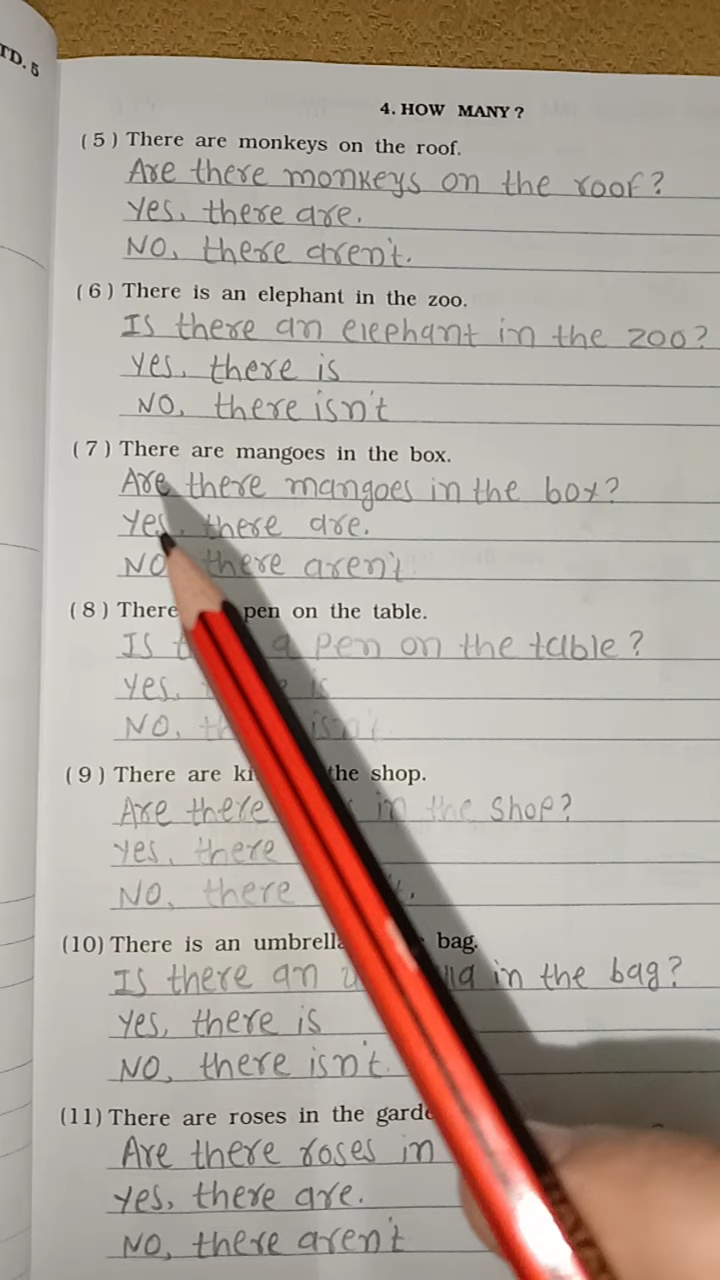 TD. 5
4. HOW MANY ?
( 5 ) There are monkeys on the roof.
Are there monkeys on the roof?
Yes, there are.
NO, there aren't.
( 6 ) There is an elephant in the zoo.
Is there an elephant in the zoo?
Yes, there is
NO, there isn't
( 7 ) There are mangoes in the box.
Are there mangoes in the box?
Yes, there are.
NO there aren't
( 8 ) There pen on the table.
Is a pen on the table?
Yes, is
NO, isn't
( 9 ) There are the shop.
Are there in the shop?
Yes, there
NO, there
(10) There is an umbrella bag.
Is there an in the bag?
Yes, there is
NO, there isn't.
(11) There are roses in the
Are there roses in
Yes, there are.
NO, there aren't